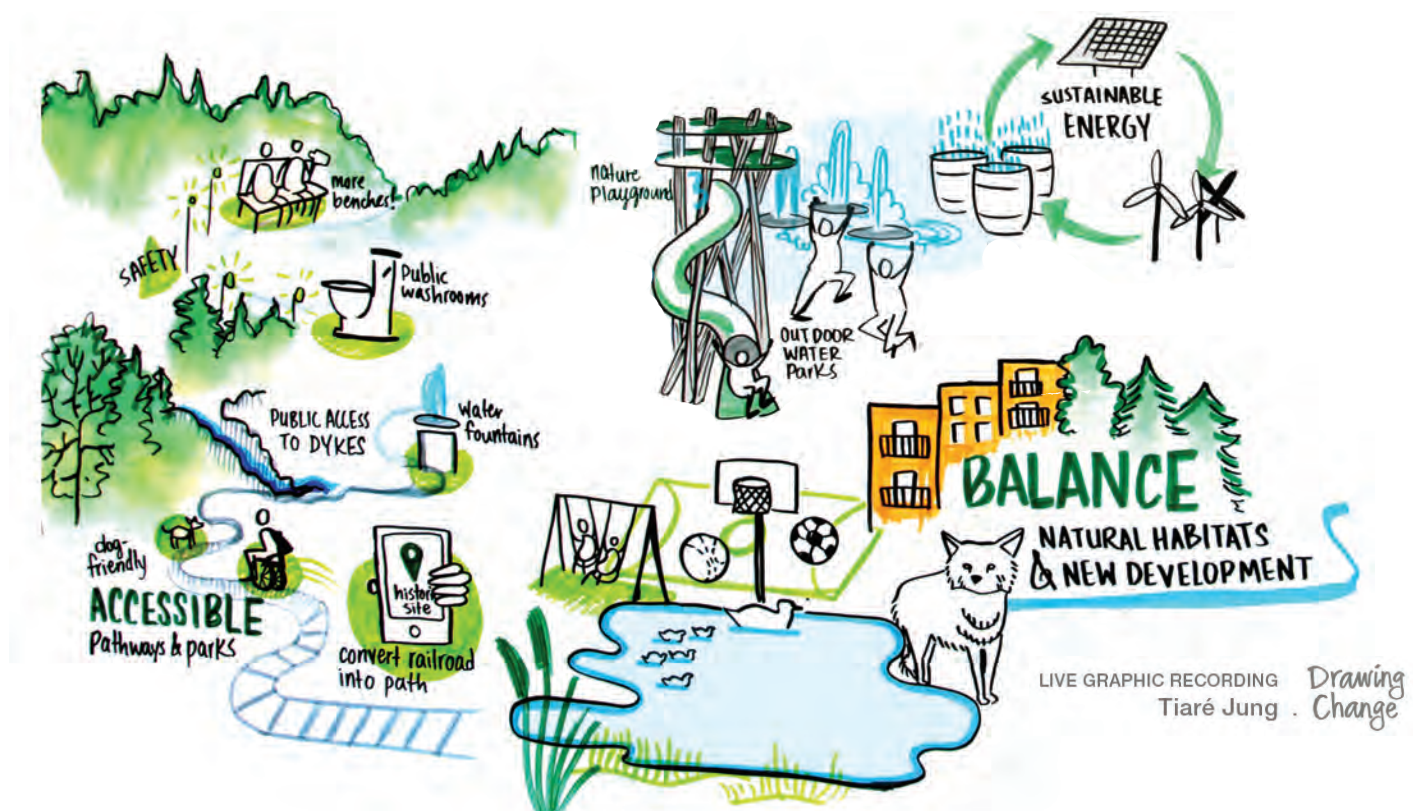 more
benches!
SAFETY
Public
washrooms
PUBLIC ACCESS
TO DYKES
water
fountains
dog-
friendly
ACCESSIBLE
Pathways & parks
histori
site
convert railroad
into path
nature
playground
OUTDOOR
WATER
PARKS
SUSTAINABLE
ENERGY
BALANCE
NATURAL HABITATS
& NEW DEVELOPMENT
LIVE GRAPHIC RECORDING
Tiaré Jung .
Drawing
Change